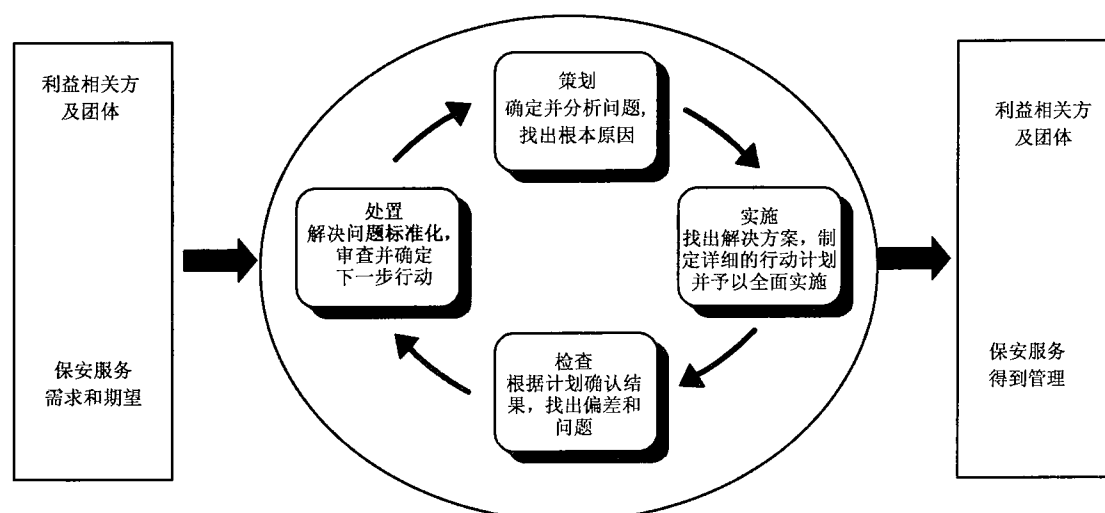 利益相关方
及团体
保安服务
需求和期望
策划
确定并分析问题,
找出根本原因
实施
找出解决方案，制
定详细的行动计划
并予以全面实施
检查
根据计划确认结
果，找出偏差和
问题
处置
解决问题标准化，
审查并确定
下一步行动
利益相关方
及团体
保安服务
得到管理